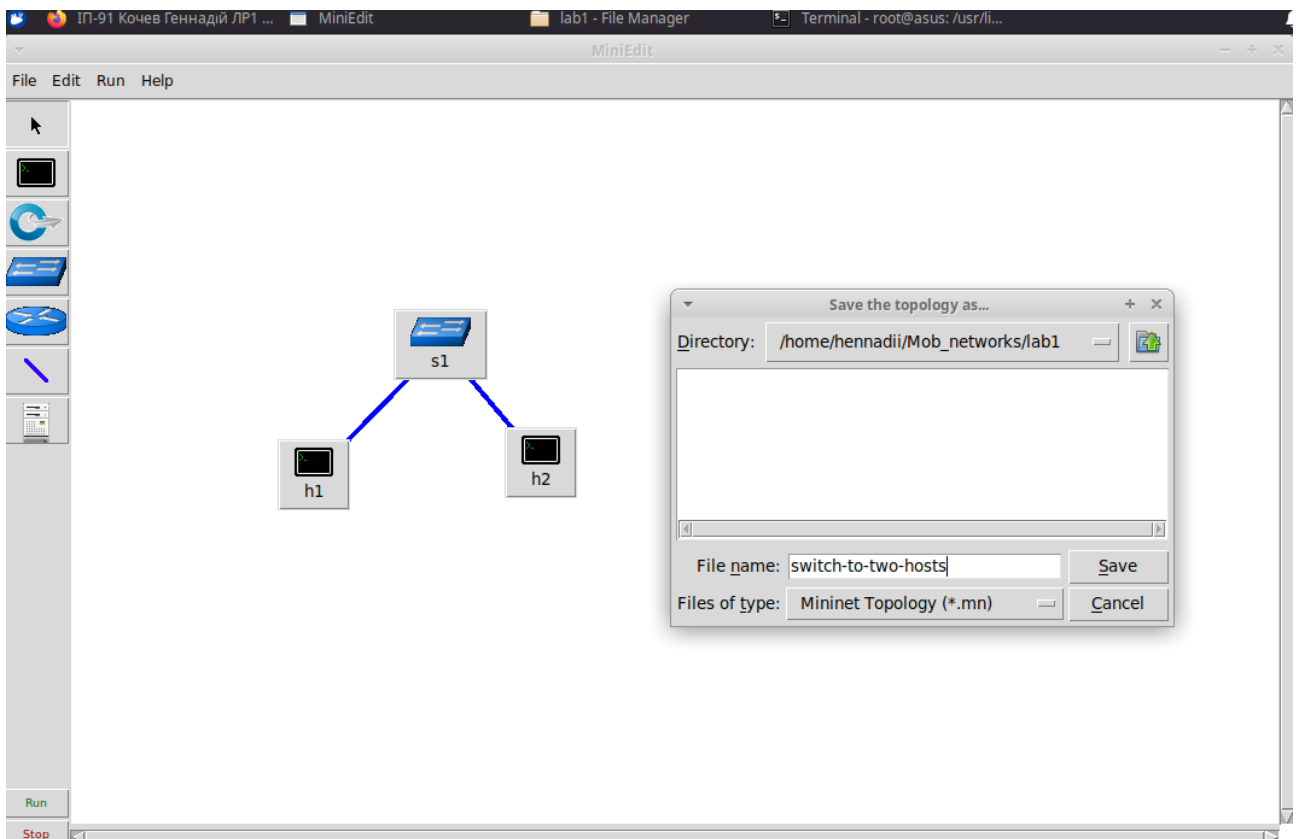 ІП-91 Кочев Геннадій ЛР1 ... MiniEdit lab1 - File Manager Terminal - root@asus: /usr/li...
MiniEdit
File Edit Run Help
s1
h1
h2
Save the topology as...
Directory: /home/hennadii/Mob_networks/lab1
File name: switch-to-two-hosts Save
Files of type: Mininet Topology (*.mn) Cancel
Run
Stop